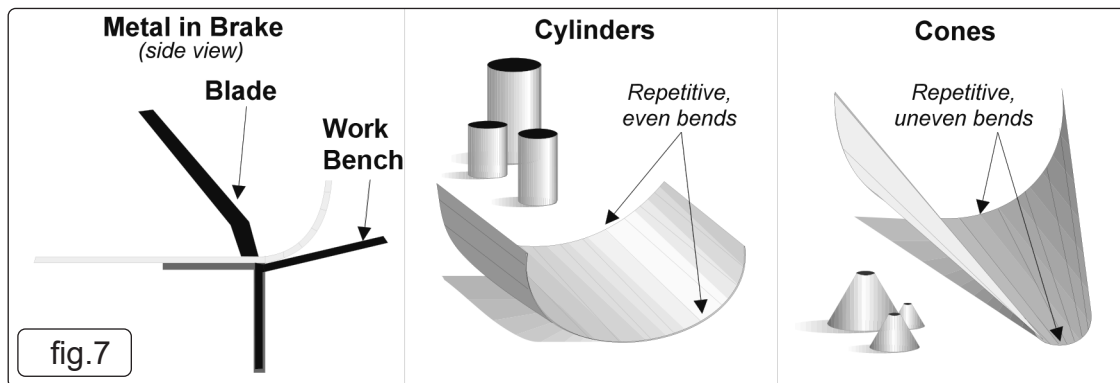 Metal in Brake
(side view)
Blade
Work
Bench
fig.7
Cylinders
Repetitive,
even bends
Cones
Repetitive,
uneven bends